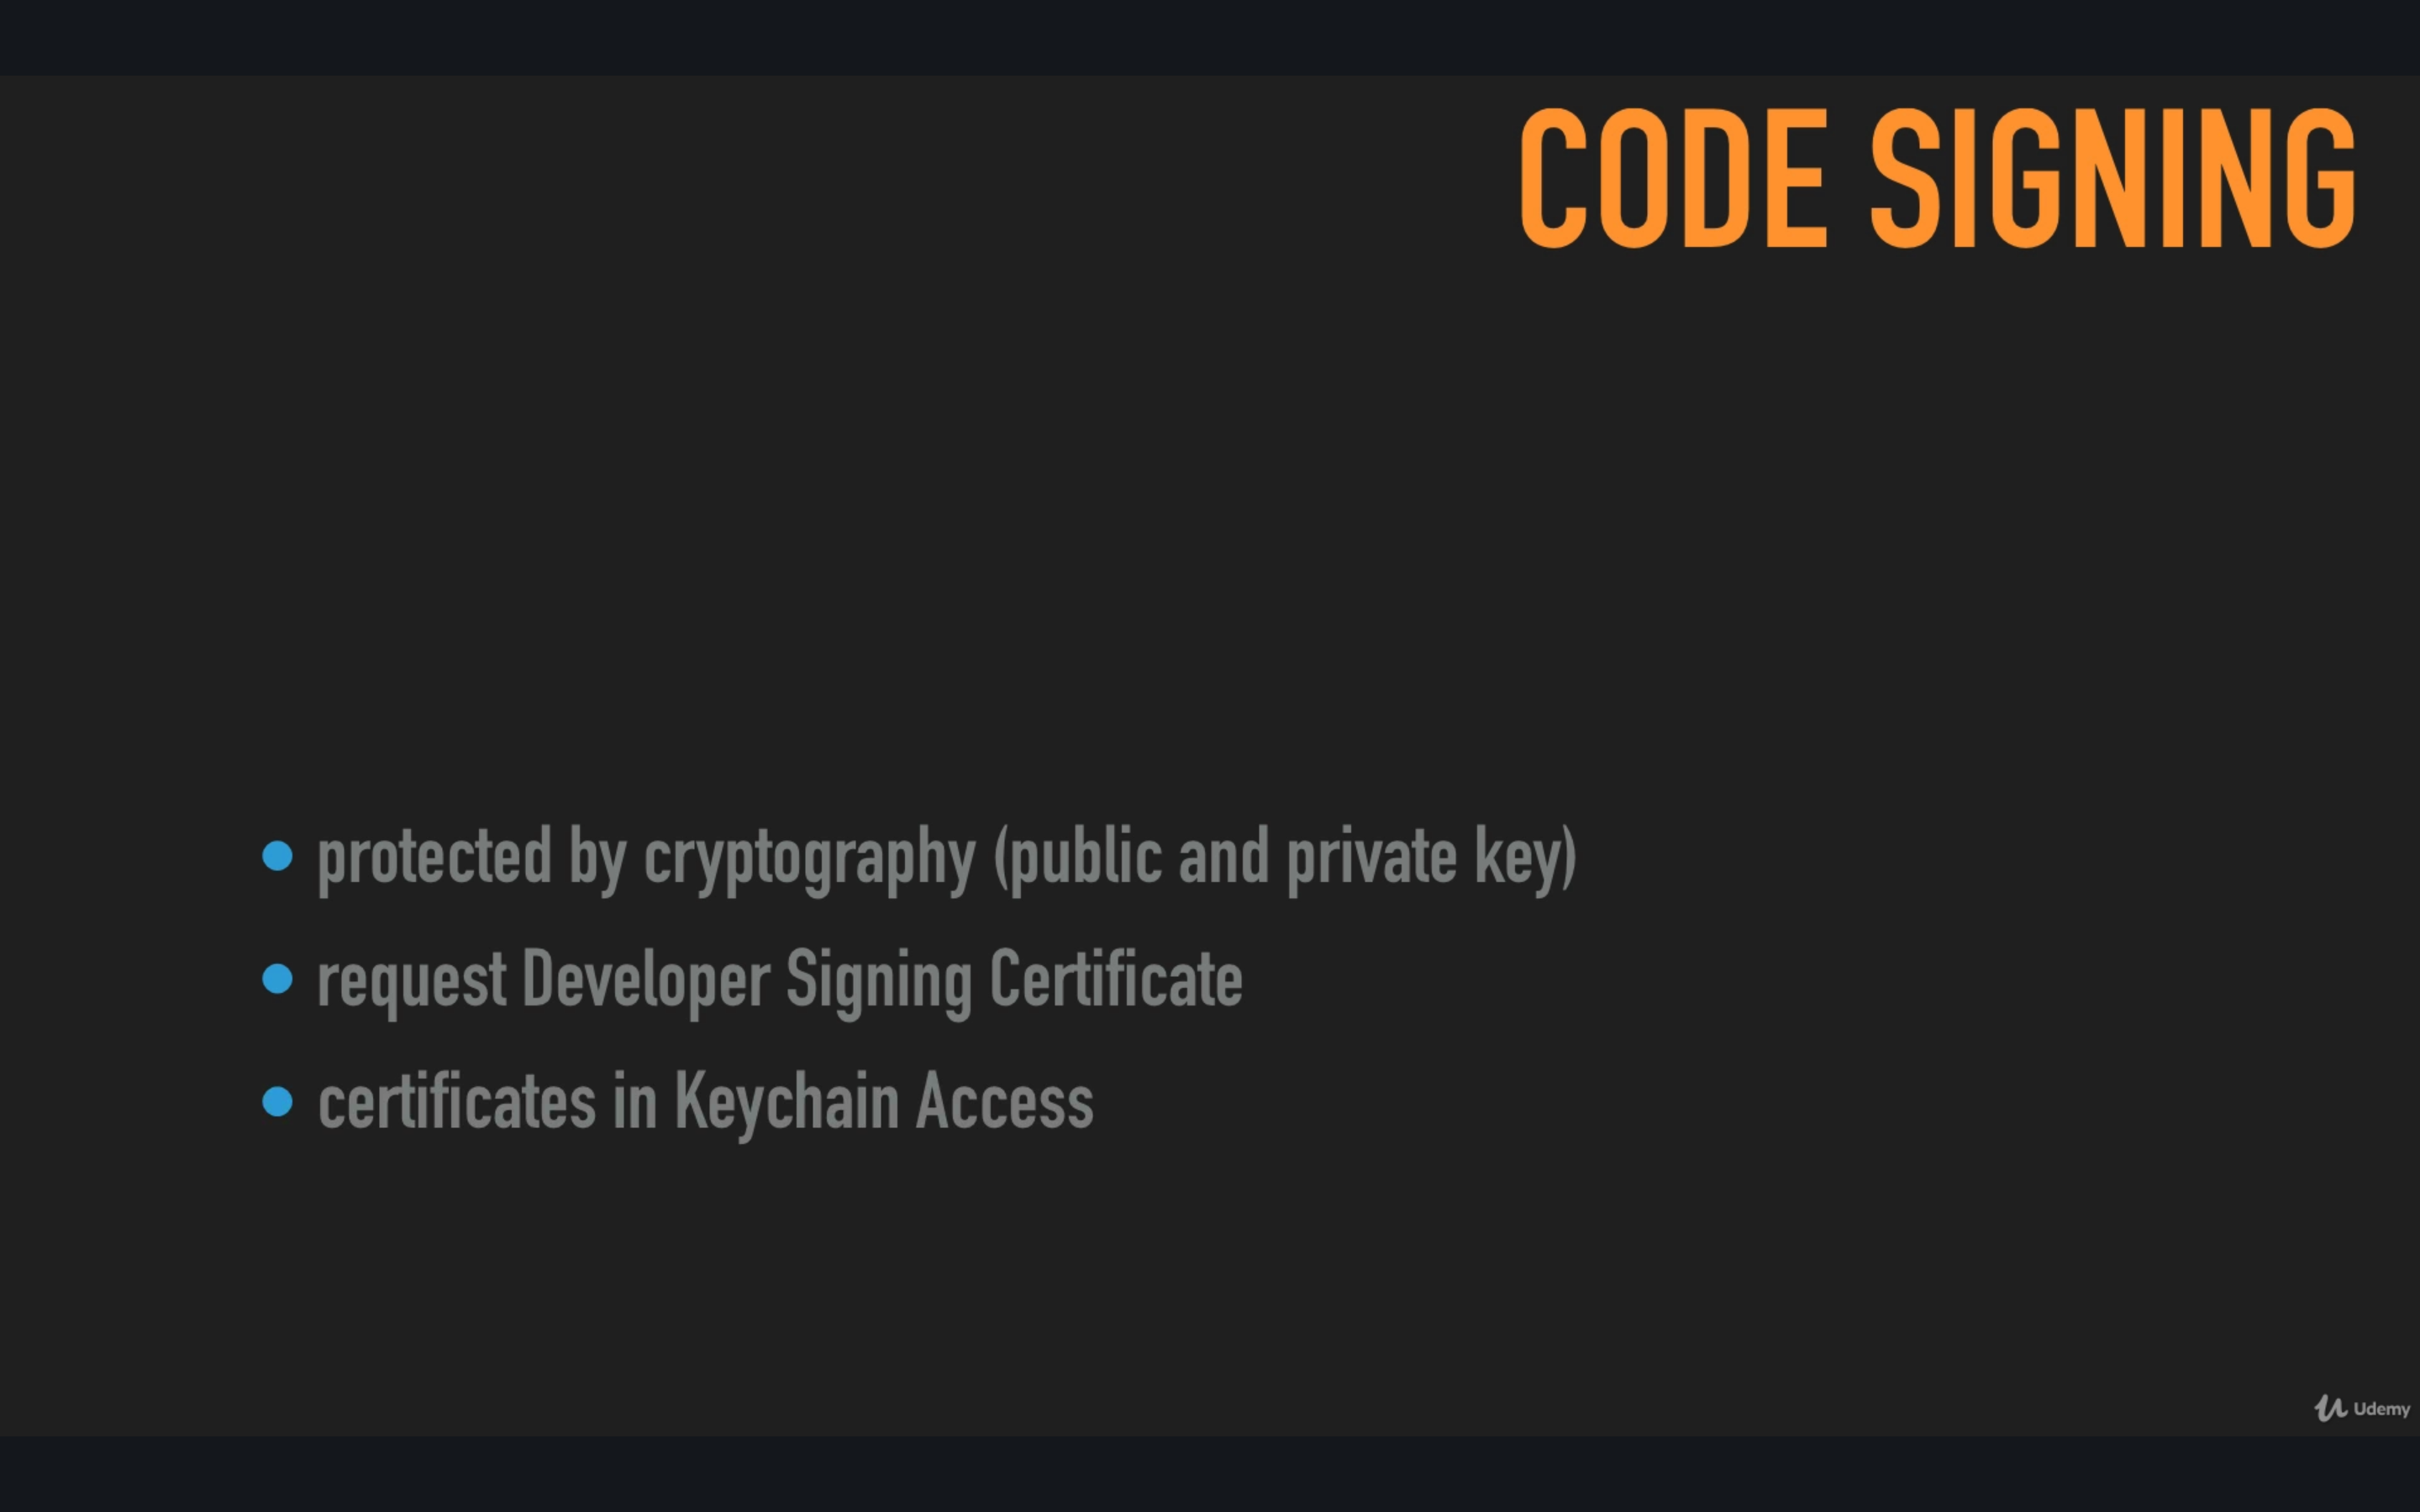 CODE SIGNING
protected by cryptography (public and private key)
request Developer Signing Certificate
certificates in Keychain Access
Udemy